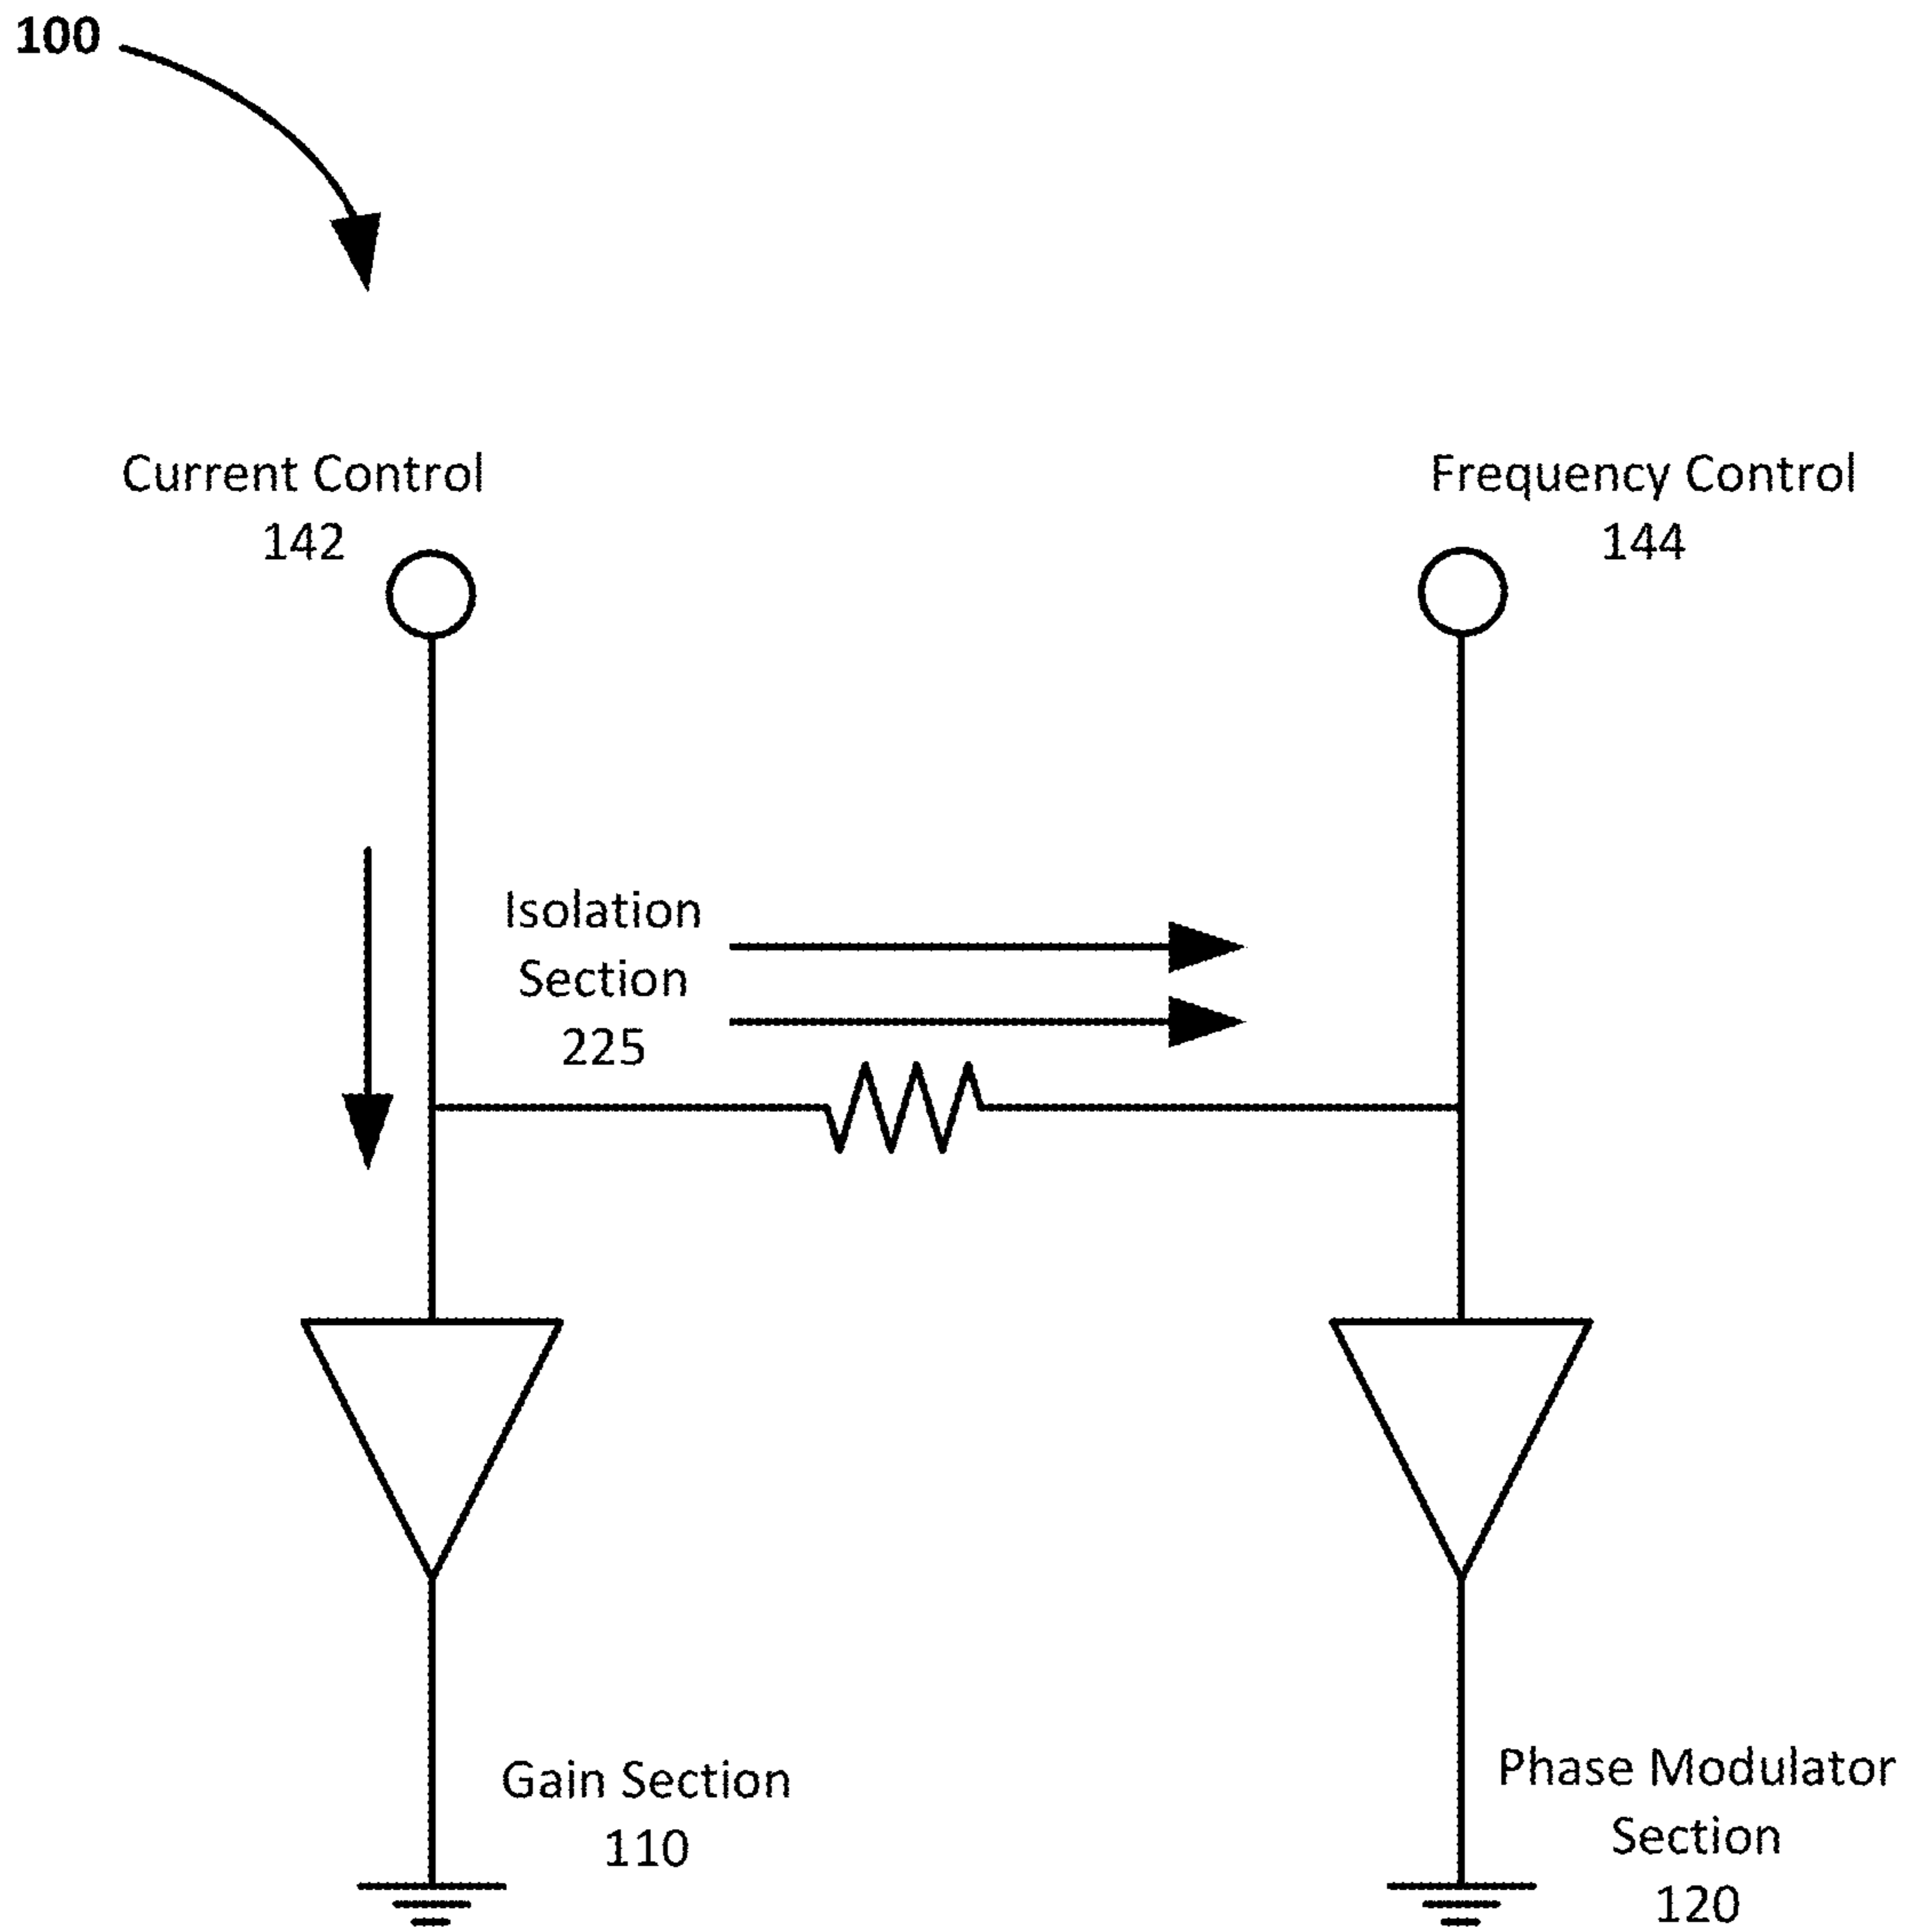 100
Current Control
142
Frequency Control
144
Isolation
Section
225
Gain Section
110
Phase Modulator
Section
120